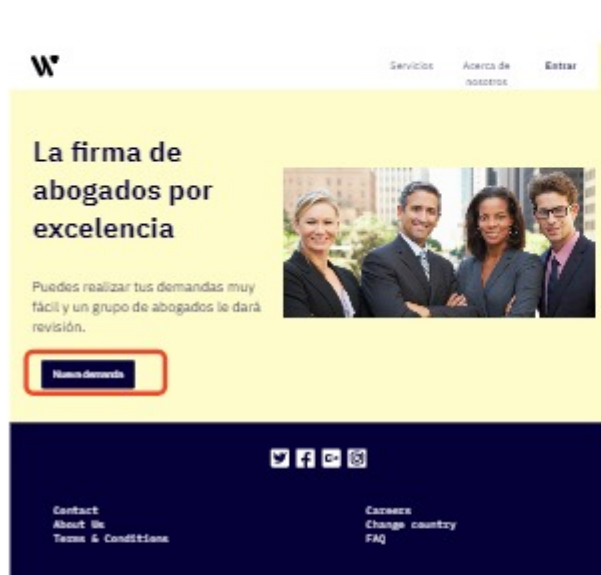 W
Servicios
Acerca de
nosotros
Entrar
La firma de
abogados por
excelencia
Puedes realizar tus demandas muy
fácil y un grupo de abogados le dará
revisión.
Nueva demanda
Contact
About Us
Terms & Conditions
Careers
Change country
FAQ